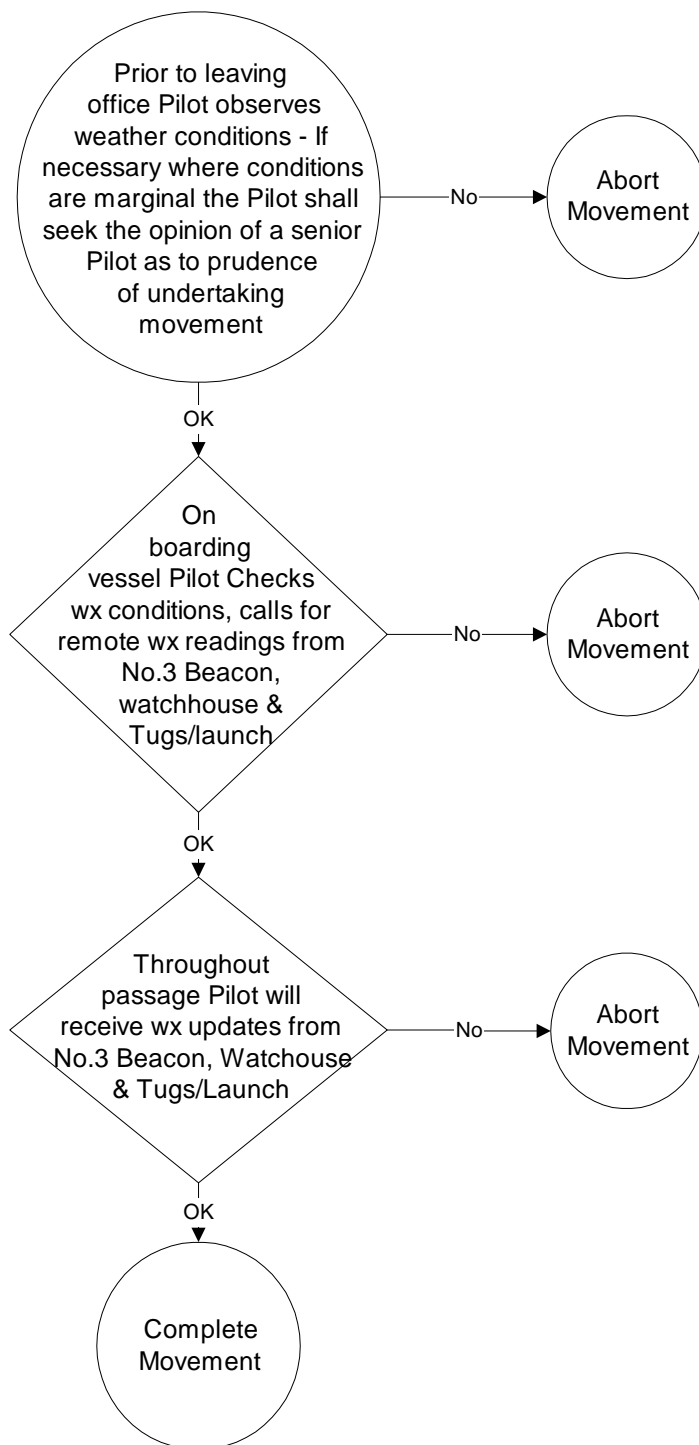 Prior to leaving
office Pilot observes
weather conditions - If
necessary where conditions
are marginal the Pilot shall
seek the opinion of a senior
Pilot as to prudence
of undertaking
movement
No
Abort
Movement
OK
On
boarding
vessel Pilot Checks
wx conditions, calls for
remote wx readings from
No.3 Beacon,
watchhouse &
Tugs/launch
No
Abort
Movement
OK
Throughout
passage Pilot will
receive wx updates from
No.3 Beacon, Watchouse
& Tugs/Launch
No
Abort
Movement
OK
Complete
Movement